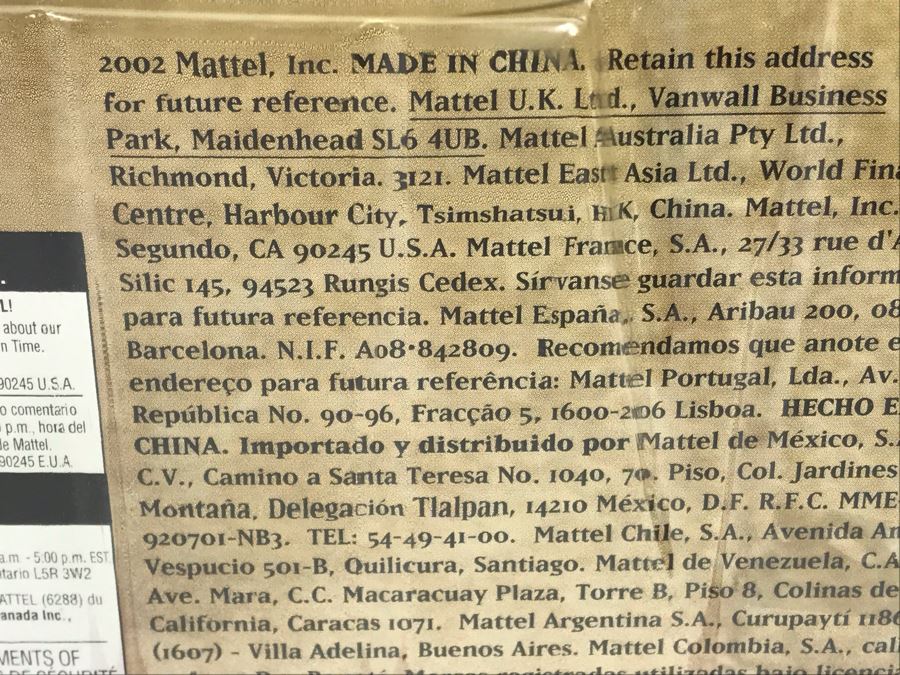 2002 Mattel, Inc. MADE IN CHINA. Retain this address
for future reference. Mattel U.K. Ltd., Vanwall Business
Park, Maidenhead SL6 4UB. Mattel Australia Pty Ltd.,
Richmond, Victoria. 3121. Mattel East Asia Ltd., World Fin
Centre, Harbour City, Tsimshatsui, HK, China. Mattel, Inc.
Segundo, CA 90245 U.S.A. Mattel France, S.A., 27/33 rue d'A
Silic 145, 94523 Rungis Cedex. Sírvanse guardar esta inform
para futura referencia. Mattel España, S.A., Aribau 200, 08
Barcelona. N.I.F. A08-842809. Recomendamos que anote e
endereço para futura referência: Mattel Portugal, Lda., Av.
República No. 90-96, Fracção 5, 1600-206 Lisboa. HECHO E
CHINA. Importado y distribuido por Mattel de México, S.
C.V., Camino a Santa Teresa No. 1040, 7o. Piso, Col. Jardines
Montaña, Delegación Tlalpan, 14210 México, D.F. R.F.C. MME-
920701-NB3. TEL: 54-49-41-00. Mattel Chile, S.A., Avenida Am
Vespucio 501-B, Quilicura, Santiago. Mattel de Venezuela, C.A
Ave. Mara, C.C. Macaracuay Plaza, Torre B, Piso 8, Colinas de
California, Caracas 1071. Mattel Argentina S.A., Curupaytí 1186
(1607) - Villa Adelina, Buenos Aires. Mattel Colombia, S.A., cal
registradas utilizadas bajo licencia
L!
about our
n Time.
90245 U.S.A.
o comentario
p.m., hora del
de Mattel.
90245 E.U.A.
a.m. - 5:00 p.m. EST
tario L5R 3W2
ATTEL (6288) du
anada Inc.,
MENTS OF
DE SÉCURITÉ